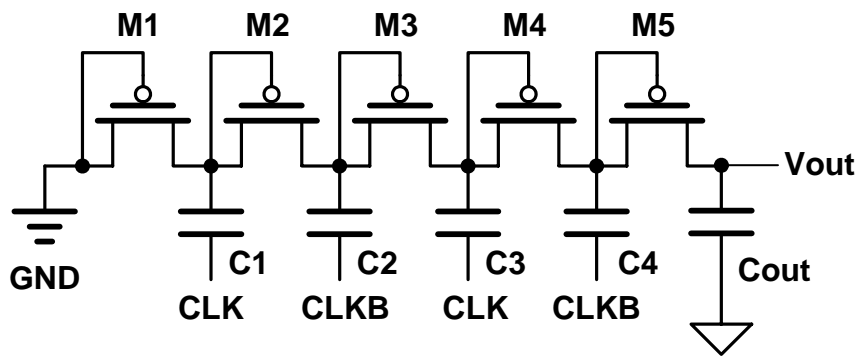 M1 M2 M3 M4 M5
Vout
C1 C2 C3 C4 Cout
GND
CLK CLKB CLK CLKB